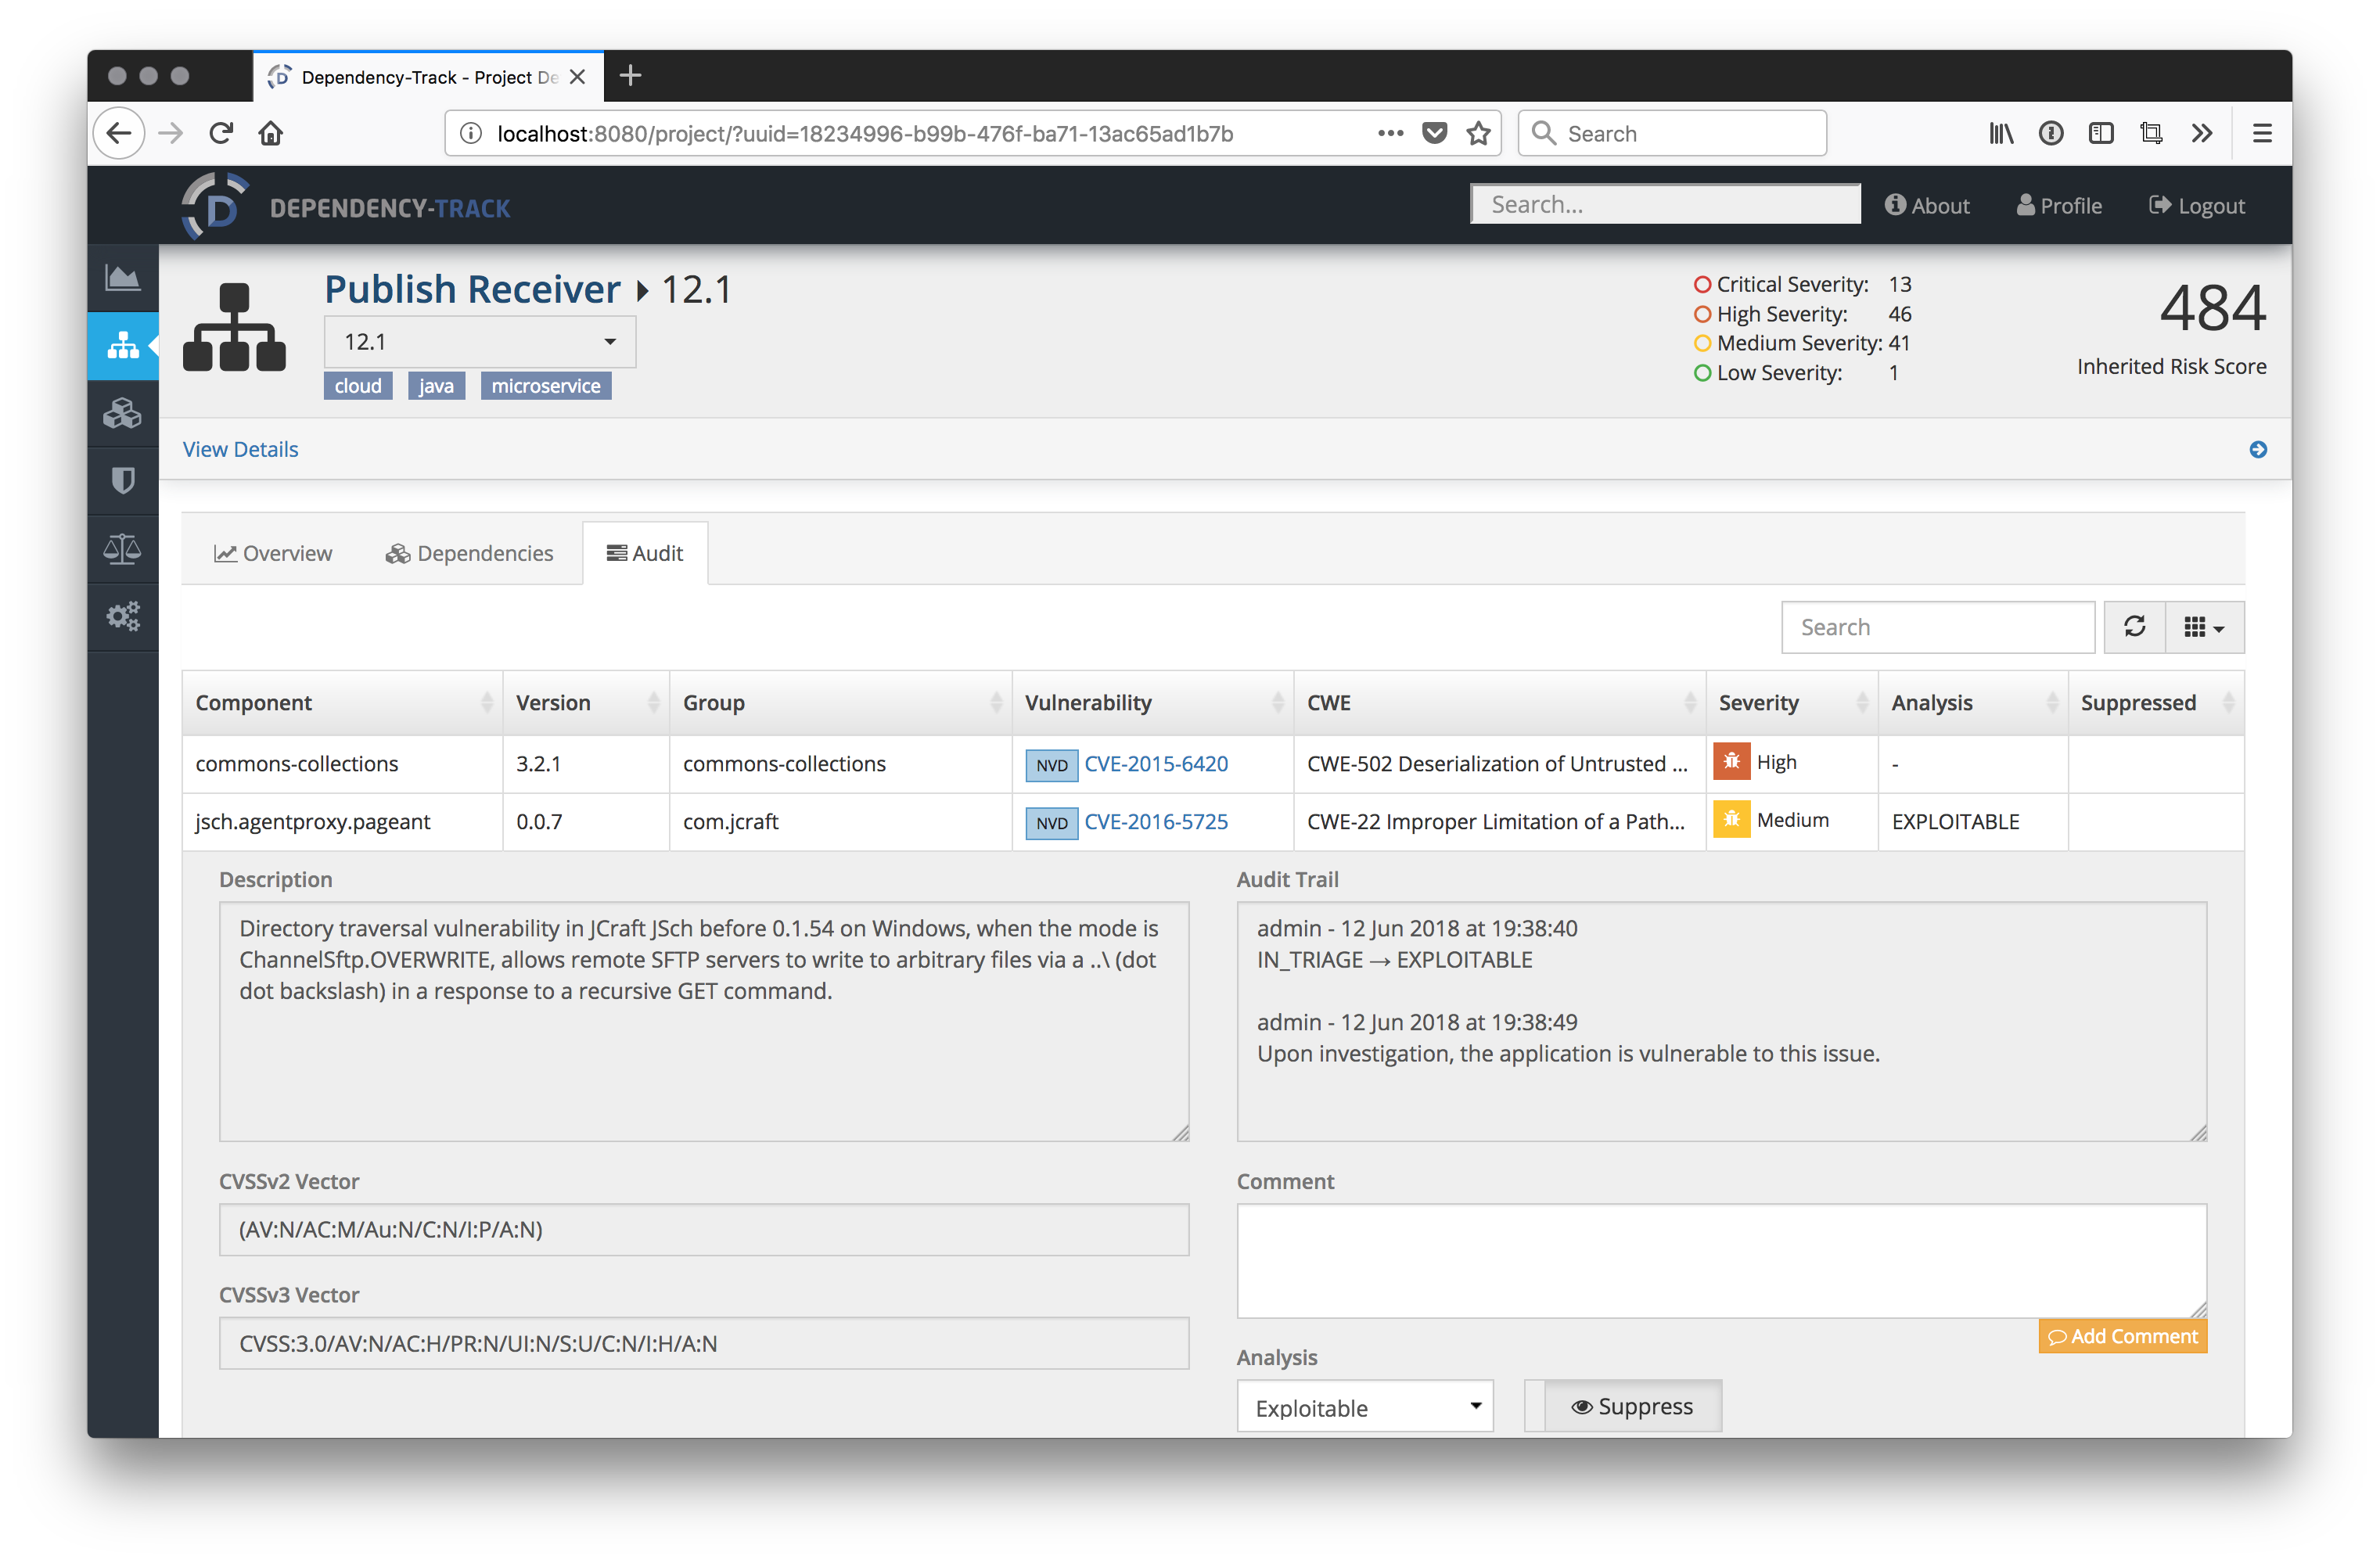 Dependency-Track - Project De
localhost:8080/project/?uuid=18234996-b99b-476f-ba71-13ac65ad1b7b
Search
DEPENDENCY-TRACK
Search...
About
Profile
Logout
Publish Receiver 12.1
12.1
cloud java microservice
Critical Severity: 13
High Severity: 46
Medium Severity: 41
Low Severity: 1
484
Inherited Risk Score
View Details
Overview Dependencies Audit
Search
Component Version Group Vulnerability CWE Severity Analysis Suppressed
commons-collections 3.2.1 commons-collections NVD CVE-2015-6420 CWE-502 Deserialization of Untrusted ... High -
jsch.agentproxy.pageant 0.0.7 com.jcraft NVD CVE-2016-5725 CWE-22 Improper Limitation of a Path... Medium EXPLOITABLE
Description
Directory traversal vulnerability in JCraft JSch before 0.1.54 on Windows, when the mode is
ChannelSftp.OVERWRITE, allows remote SFTP servers to write to arbitrary files via a ..\ (dot
dot backslash) in a response to a recursive GET command.
CVSSv2 Vector
(AV:N/AC:M/Au:N/C:N/I:P/A:N)
CVSSv3 Vector
CVSS:3.0/AV:N/AC:H/PR:N/UI:N/S:U/C:N/I:H/A:N
Audit Trail
admin - 12 Jun 2018 at 19:38:40
IN_TRIAGE → EXPLOITABLE
admin - 12 Jun 2018 at 19:38:49
Upon investigation, the application is vulnerable to this issue.
Comment
Add Comment
Analysis
Exploitable
Suppress